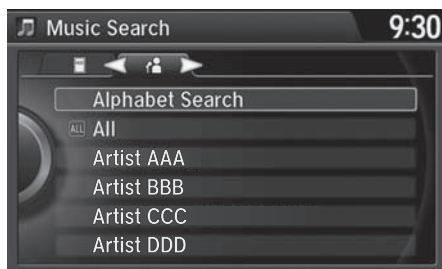 Music Search
9:30
Alphabet Search
ALL All
Artist AAA
Artist BBB
Artist CCC
Artist DDD